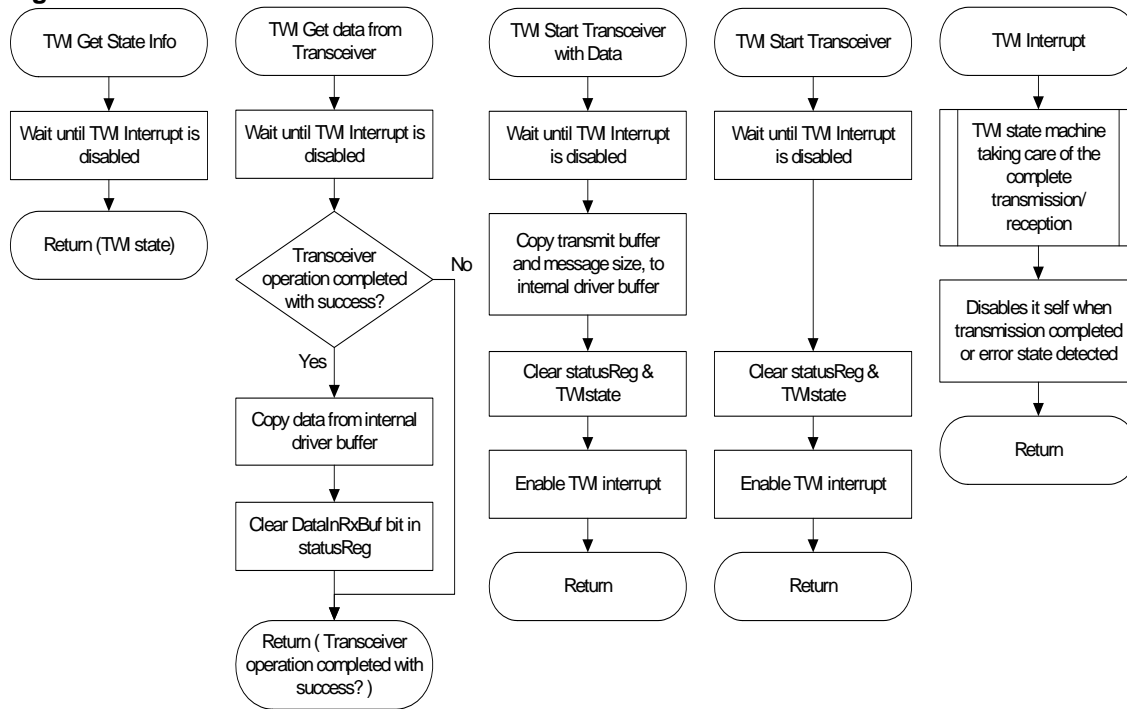 TWI Get State Info
Wait until TWI Interrupt is
disabled
Return (TWI state)
TWI Get data from
Transceiver
Wait until TWI Interrupt is
disabled
Transceiver
operation completed
with success?
No
Yes
Copy data from internal
driver buffer
Clear DataInRxBuf bit in
statusReg
Return ( Transceiver
operation completed with
success? )
TWI Start Transceiver
with Data
Wait until TWI Interrupt
is disabled
Copy transmit buffer
and message size, to
internal driver buffer
Clear statusReg &
TWIstate
Enable TWI interrupt
Return
TWI Start Transceiver
Wait until TWI Interrupt
is disabled
Clear statusReg &
TWIstate
Enable TWI interrupt
Return
TWI Interrupt
TWI state machine
taking care of the
complete
transmission/
reception
Disables it self when
transmission completed
or error state detected
Return